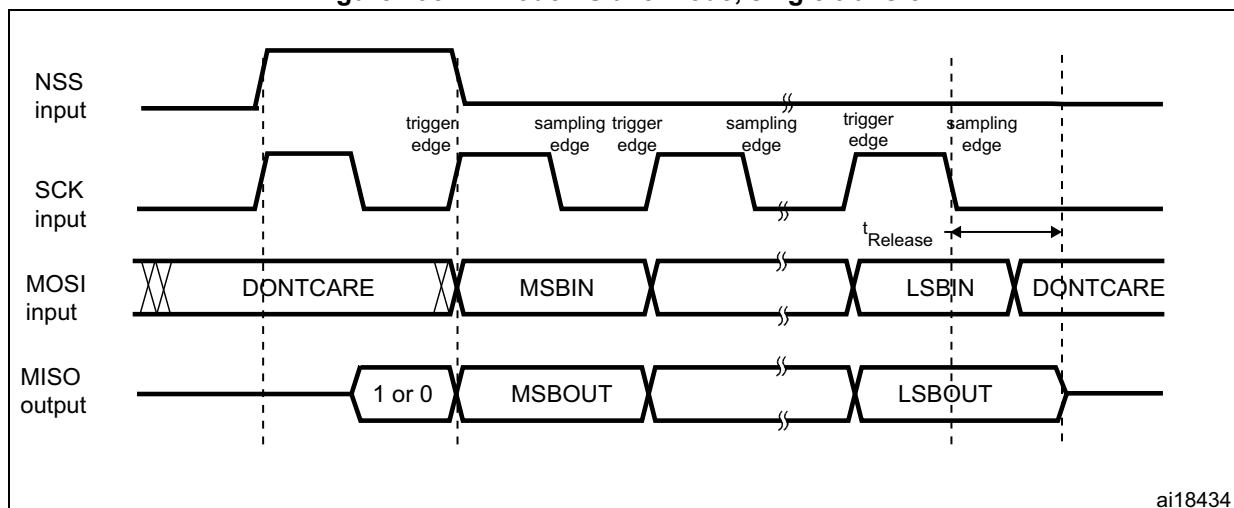 NSS
input
trigger
edge
sampling
edge
trigger
edge
sampling
edge
trigger
edge
sampling
edge
SCK
input
tRelease
MOSI
input
DONTCARE
MSBIN
LSBIN
DONTCARE
MISO
output
1 or 0
MSBOUT
LSBOUT
ai18434